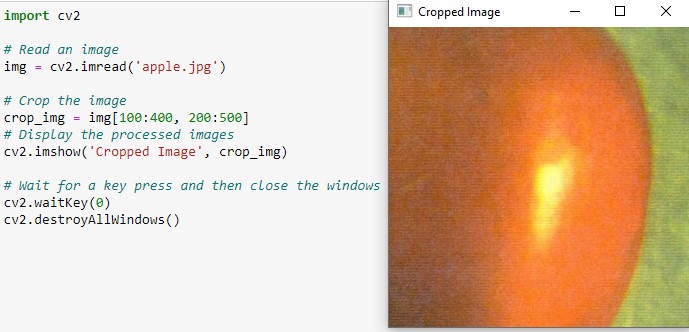 import cv2
# Read an image
img = cv2.imread('apple.jpg')
# Crop the image
crop_img = img[100:400, 200:500]
# Display the processed images
cv2.imshow('Cropped Image', crop_img)
# Wait for a key press and then close the windows
cv2.waitKey(0)
cv2.destroyAllWindows()
Cropped Image